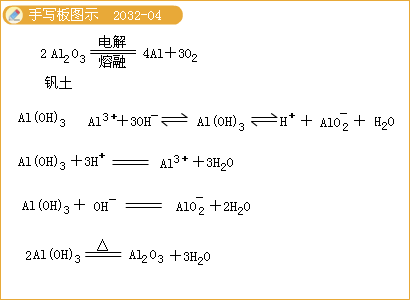 手写板图示 2032-04
2 Al₂O₃ 电解 ══ 熔融 4Al+3O₂
钒土
Al(OH)₃ Al³⁺+3OH⁻ ⇌ Al(OH)₃ ⇌ H⁺ + AlO₂⁻ + H₂O
Al(OH)₃+3H⁺ ══ Al³⁺+3H₂O
Al(OH)₃+ OH⁻ ══ AlO₂⁻+2H₂O
2Al(OH)₃ △ ══ Al₂O₃ +3H₂O